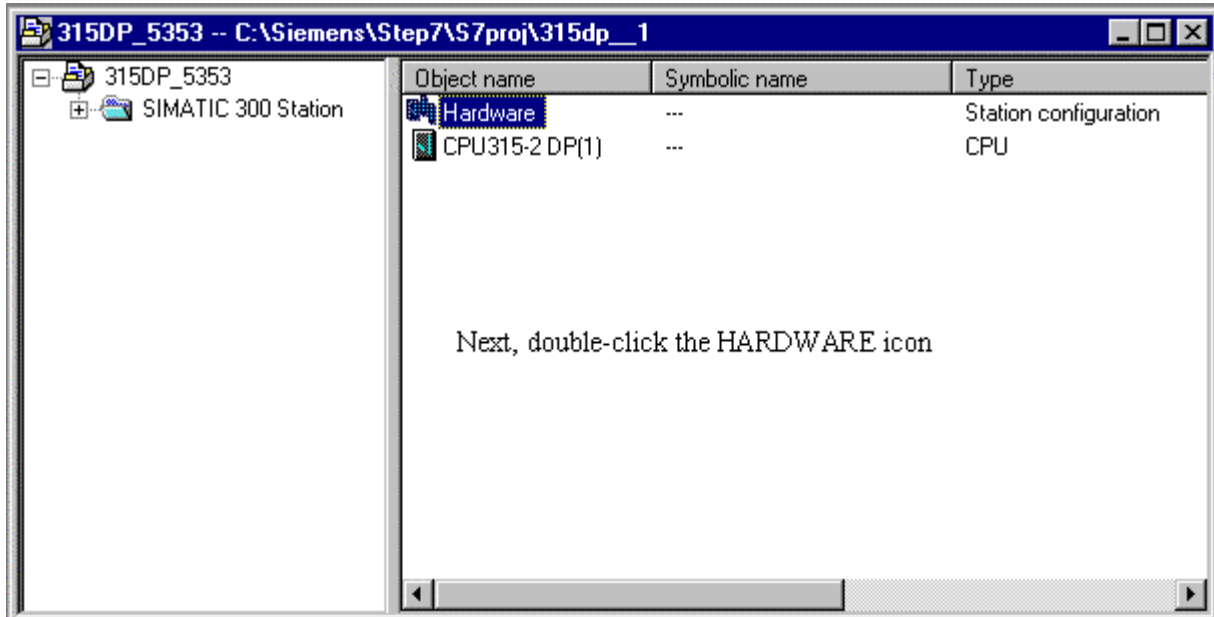 315DP_5353 -- C:\Siemens\Step7\S7proj\315dp__1
315DP_5353
SIMATIC 300 Station
Object name Symbolic name Type
Hardware --- Station configuration
CPU315-2 DP(1) --- CPU
Next, double-click the HARDWARE icon